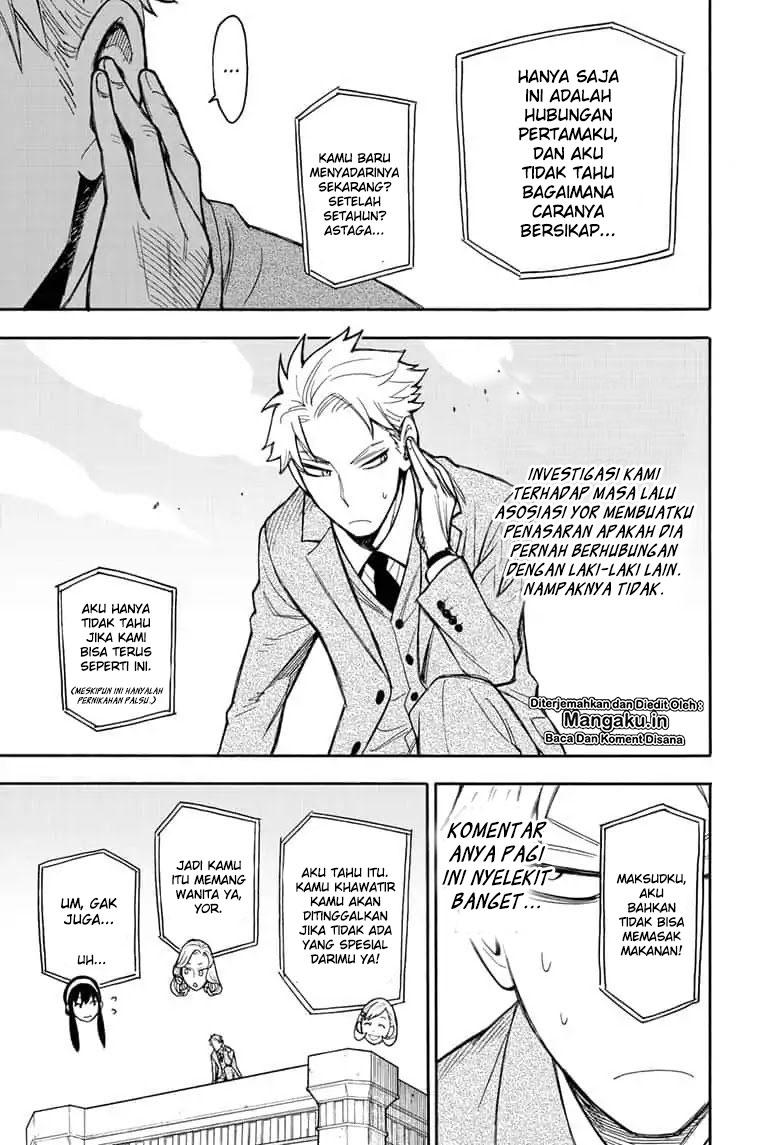 HANYA SAJA
INI ADALAH
HUBUNGAN
PERTAMAKU,
DAN AKU
TIDAK TAHU
BAGAIMANA
CARANYA
BERSIKAP...
KAMU BARU
MENYADARINYA
SEKARANG?
SETELAH
SETAHUN?
ASTAGA...
...
INVESTIGASI KAMI
TERHADAP MASA LALU
ASOSIASI YOR MEMBUATKU
PENASARAN APAKAH DIA
PERNAH BERHUBUNGAN
DENGAN LAKI-LAKI LAIN.
NAMPAKNYA TIDAK.
AKU HANYA
TIDAK TAHU
JIKA KAMI
BISA TERUS
SEPERTI INI.
(MESKIPUN INI HANYALAH
PERNIKAHAN PALSU.)
Diterjemahkan dan Diedit Oleh:
Mangaku.in
Baca Dan Koment Disana
MAKSUDKU,
AKU
BAHKAN
TIDAK BISA
MEMASAK
MAKANAN!
KOMENTAR
ANYA PAGI
INI NYELEKIT
BANGET...
AKU TAHU ITU.
KAMU KHAWATIR
KAMU AKAN
DITINGGALKAN
JIKA TIDAK ADA
YANG SPESIAL
DARIMU YA!
JADI KAMU
ITU MEMANG
WANITA YA,
YOR.
UM, GAK
JUGA...
UH...